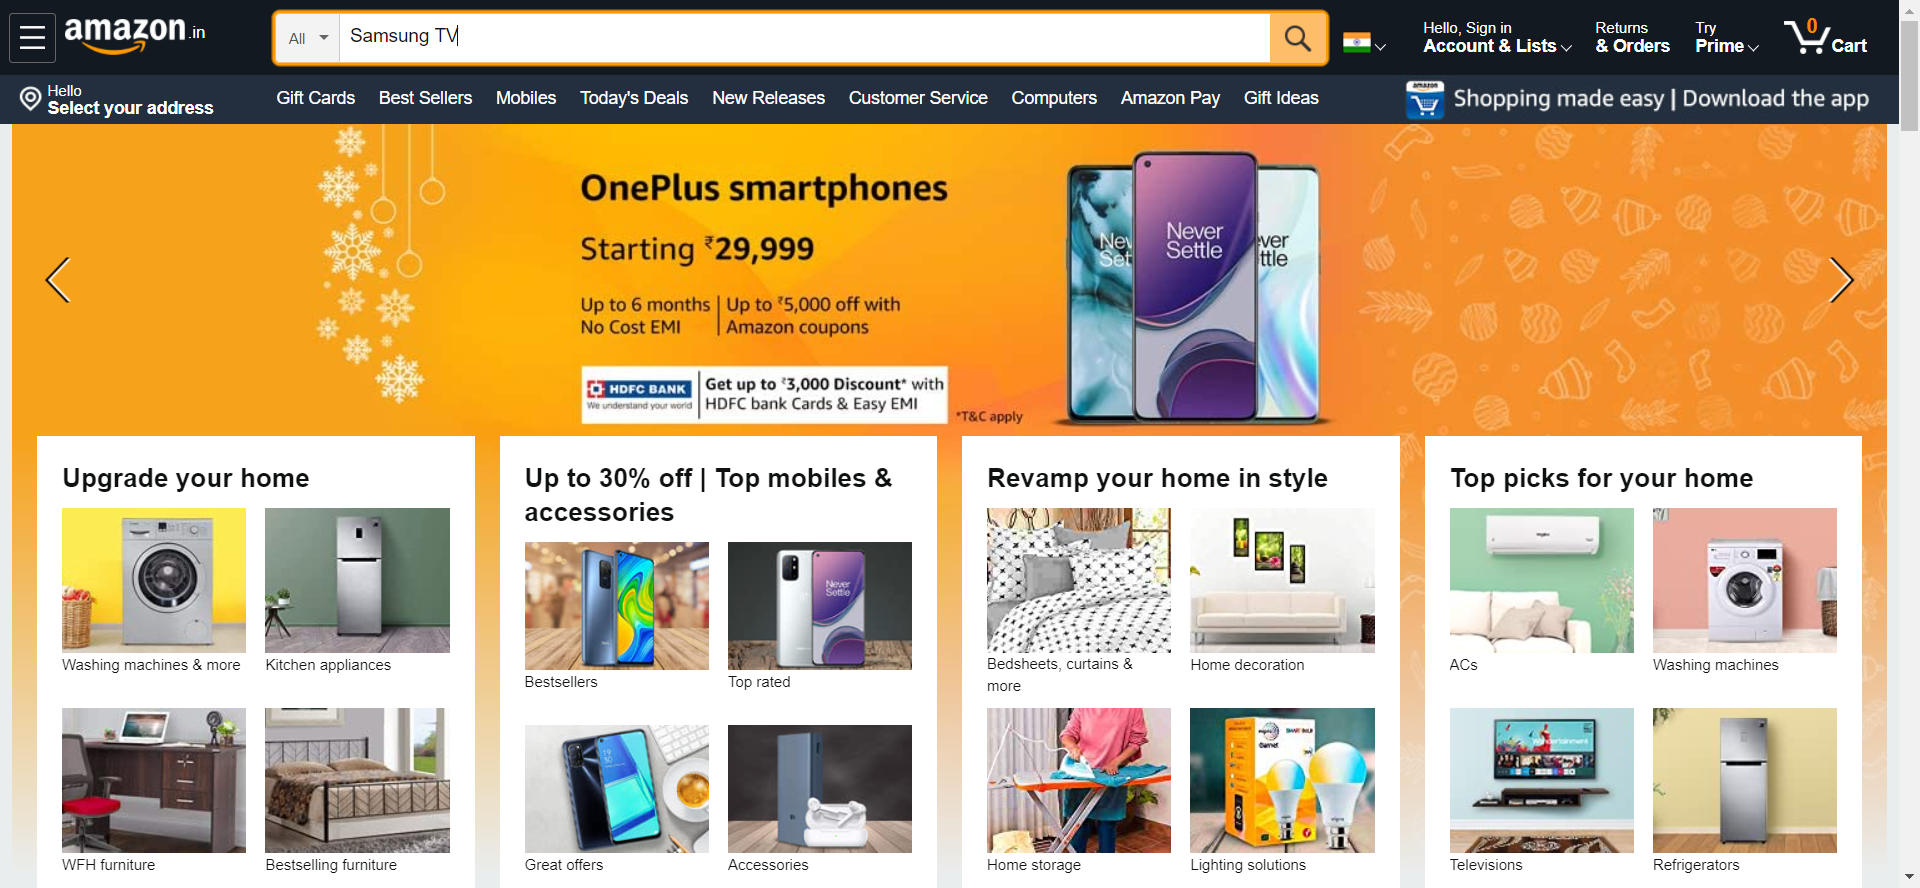 amazon.in
All
Samsung TV
Hello, Sign in
Account & Lists
Returns
& Orders
Try
Prime
0
Cart
Hello
Select your address
Gift Cards
Best Sellers
Mobiles
Today's Deals
New Releases
Customer Service
Computers
Amazon Pay
Gift Ideas
amazon
Shopping made easy | Download the app
OnePlus smartphones
Starting ₹29,999
Up to 6 months
No Cost EMI
Up to ₹5,000 off with
Amazon coupons
HDFC BANK
We understand your world
Get up to ₹3,000 Discount* with
HDFC bank Cards & Easy EMI
*T&C apply
Never
Settle
Upgrade your home
Washing machines & more
Kitchen appliances
WFH furniture
Bestselling furniture
Up to 30% off | Top mobiles &
accessories
Never
Settle
Bestsellers
Top rated
Great offers
Accessories
Revamp your home in style
Bedsheets, curtains &
more
Home decoration
Home storage
Lighting solutions
Top picks for your home
ACs
Washing machines
Televisions
Refrigerators